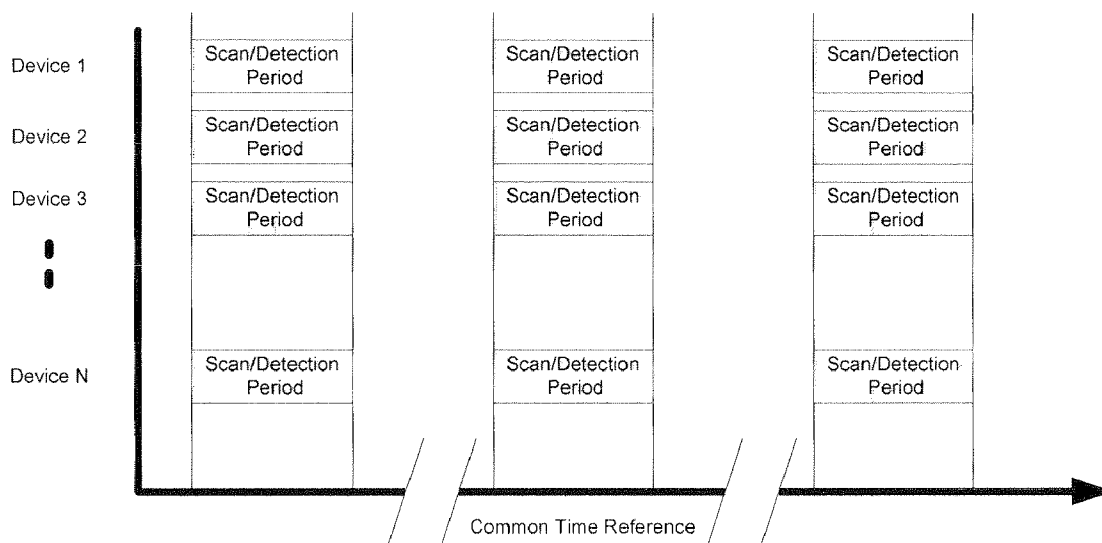 Device 1
Scan/Detection
Period
Scan/Detection
Period
Scan/Detection
Period
Device 2
Scan/Detection
Period
Scan/Detection
Period
Scan/Detection
Period
Device 3
Scan/Detection
Period
Scan/Detection
Period
Scan/Detection
Period
Device N
Scan/Detection
Period
Scan/Detection
Period
Scan/Detection
Period
Common Time Reference